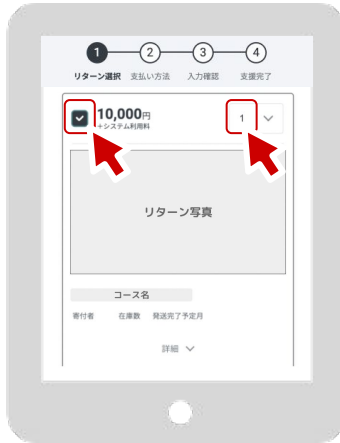 1 2 3 4
リターン選択 支払い方法 入力確認 支援完了
10,000円
+システム利用料
1
リターン写真
コース名
寄付者 在庫数 発送完了予定月
詳細